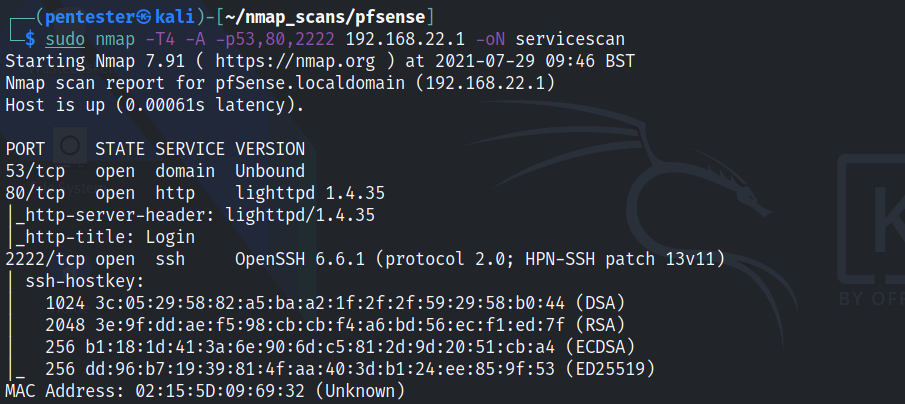 ┌──(pentester㉿kali)-[~/nmap_scans/pfsense]
└─$ sudo nmap -T4 -A -p53,80,2222 192.168.22.1 -oN servicescan
Starting Nmap 7.91 ( https://nmap.org ) at 2021-07-29 09:46 BST
Nmap scan report for pfSense.localdomain (192.168.22.1)
Host is up (0.00061s latency).

PORT     STATE SERVICE VERSION
53/tcp   open  domain  Unbound
80/tcp   open  http    lighttpd 1.4.35
|_http-server-header: lighttpd/1.4.35
|_http-title: Login
2222/tcp open  ssh     OpenSSH 6.6.1 (protocol 2.0; HPN-SSH patch 13v11)
| ssh-hostkey:
|   1024 3c:05:29:58:82:a5:ba:a2:1f:2f:2f:59:29:58:b0:44 (DSA)
|   2048 3e:9f:dd:ae:f5:98:cb:cb:f4:a6:bd:56:ec:f1:ed:7f (RSA)
|   256 b1:18:1d:41:3a:6e:90:6d:c5:81:2d:9d:20:51:cb:a4 (ECDSA)
|_  256 dd:96:b7:19:39:81:4f:aa:40:3d:b1:24:ee:85:9f:53 (ED25519)
MAC Address: 02:15:5D:09:69:32 (Unknown)
K
BY OFF